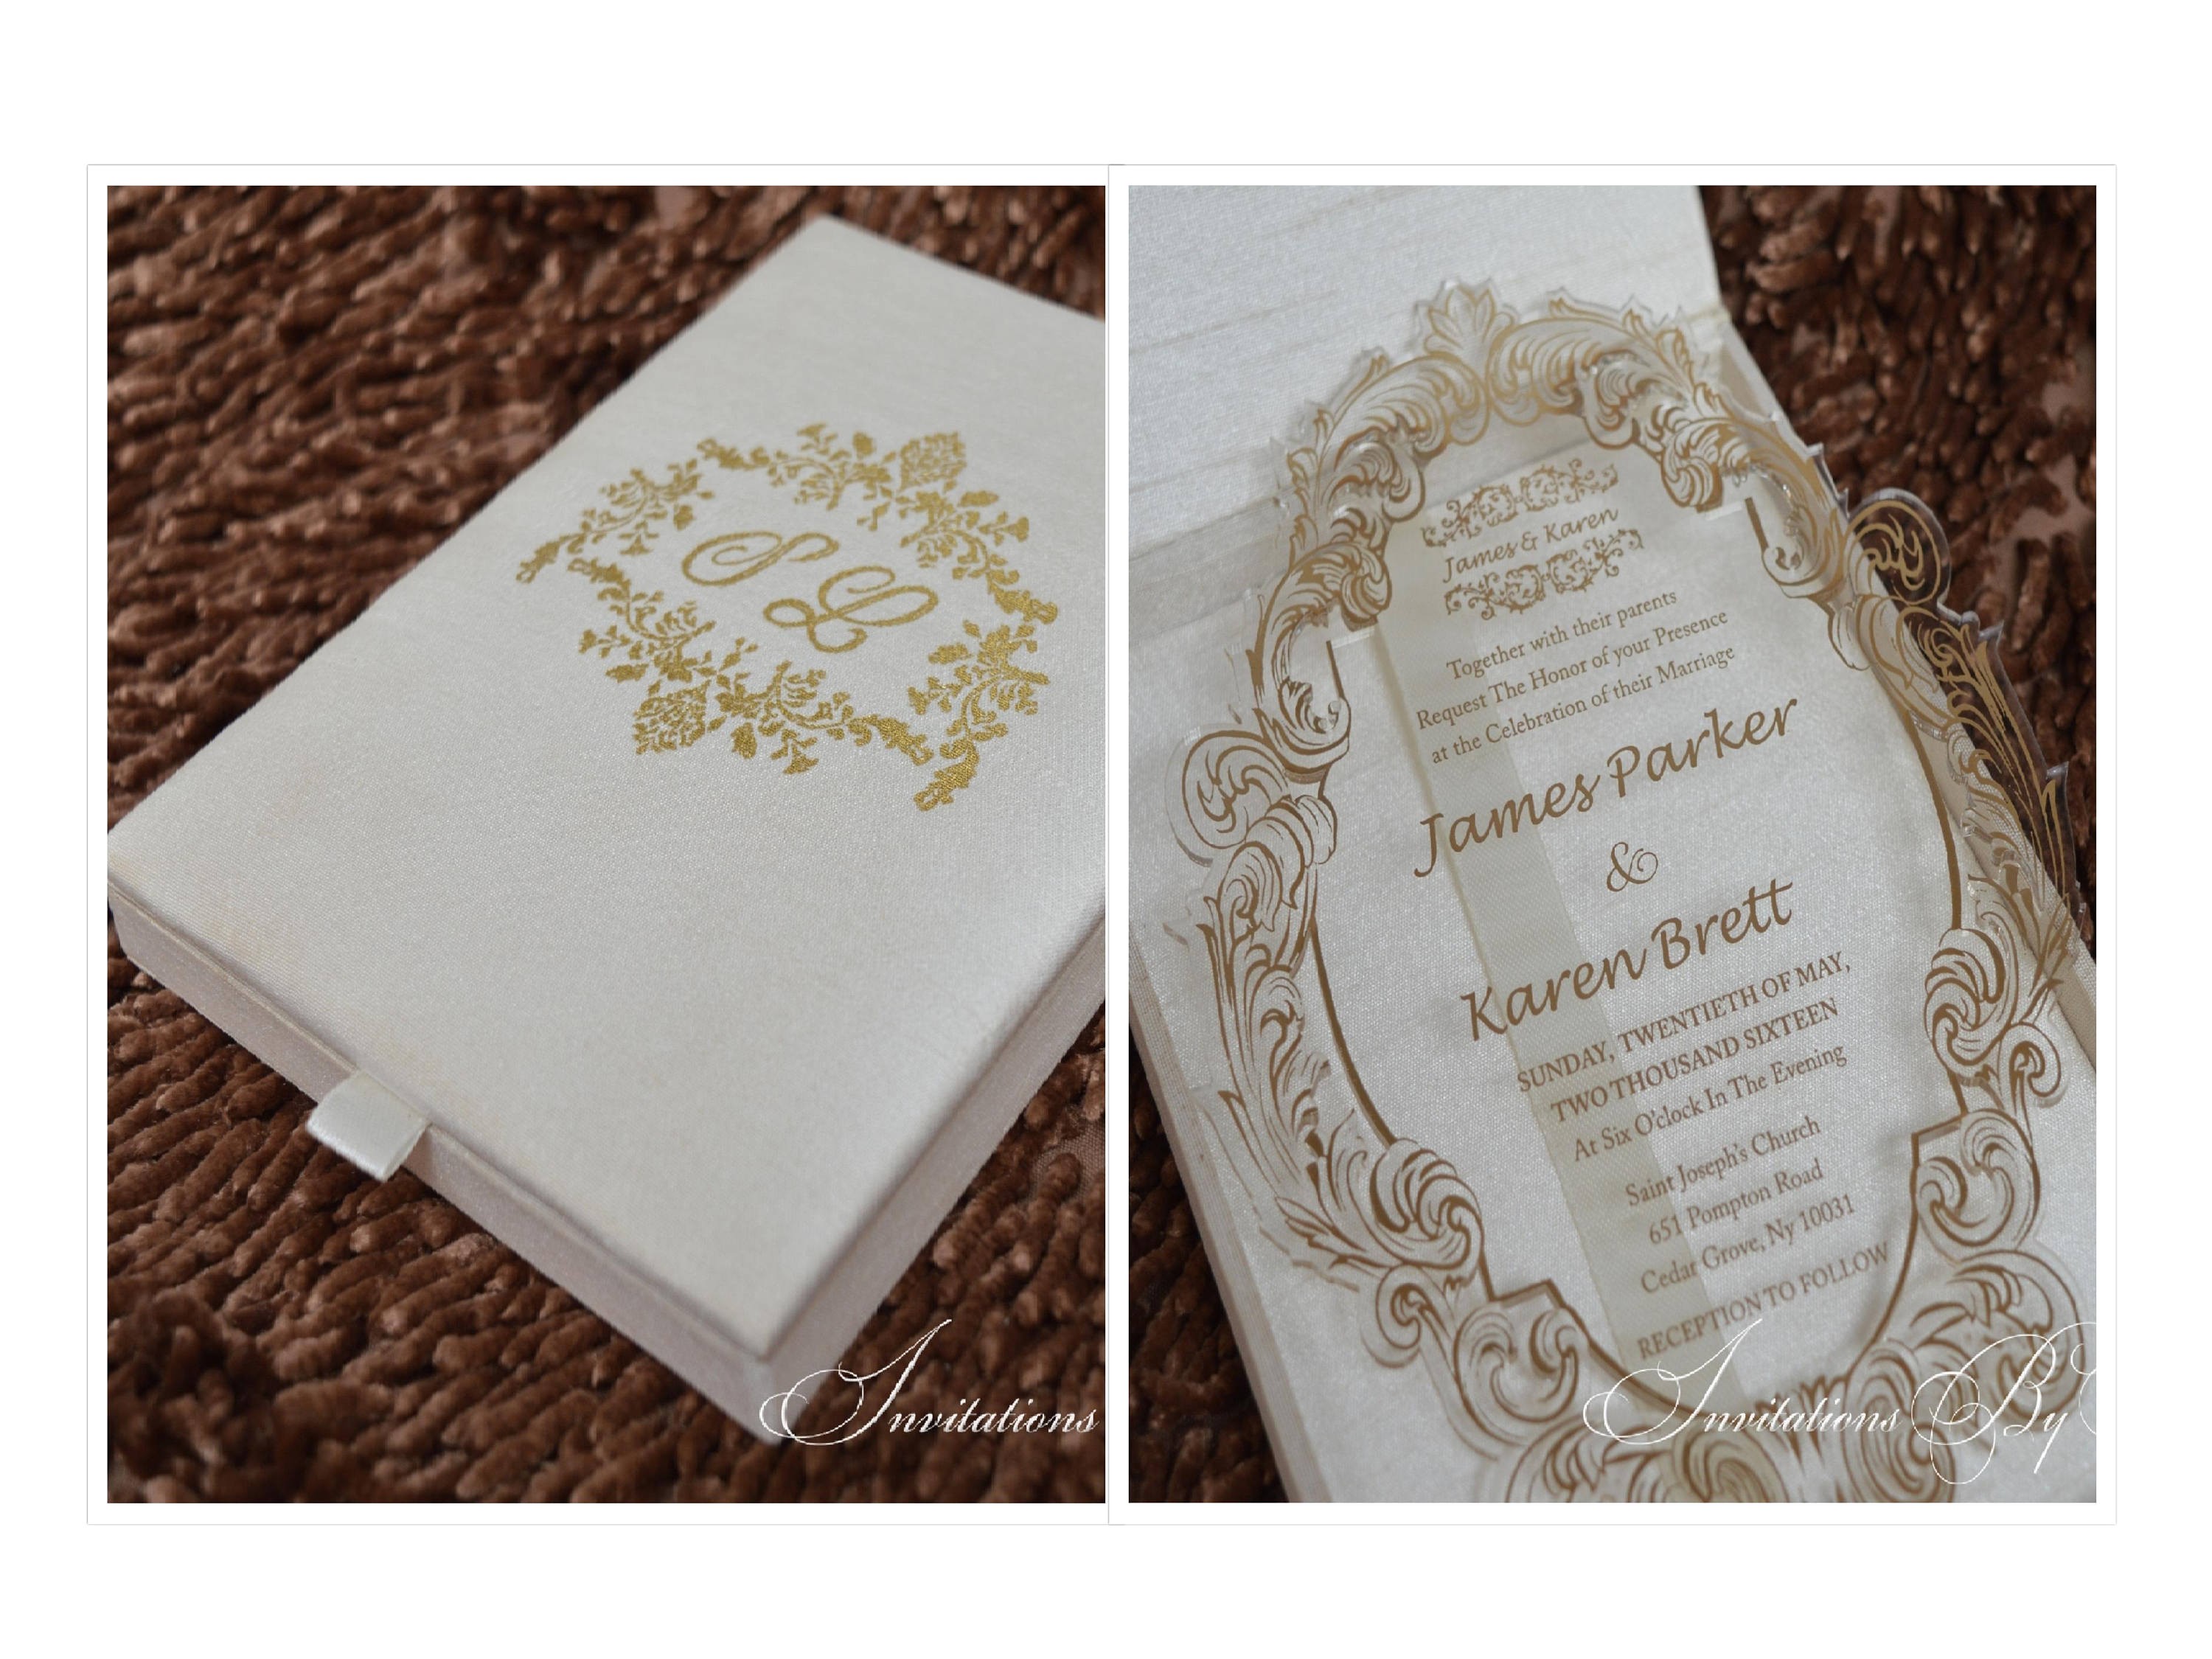 S D
Invitations
James & Karen
Together with their parents
Request The Honor of your Presence
at the Celebration of their Marriage
James Parker
&
Karen Brett
SUNDAY, TWENTIETH OF MAY,
TWO THOUSAND SIXTEEN
At Six O'clock In The Evening
Saint Joseph's Church
651 Pompton Road
Cedar Grove, Ny 10031
RECEPTION TO FOLLOW
Invitations By